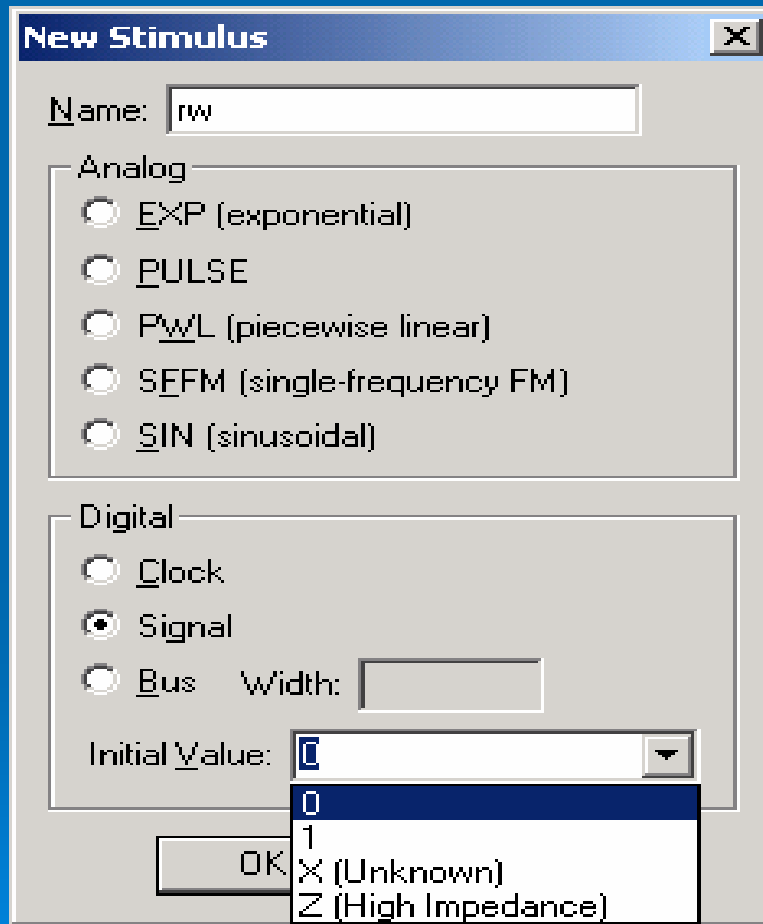 New Stimulus
Name: rw
Analog
EXP (exponential)
PULSE
PWL (piecewise linear)
SFFM (single-frequency FM)
SIN (sinusoidal)
Digital
Clock
Signal
Bus Width:
Initial Value: 0
0
1
OK X (Unknown)
Z (High Impedance)